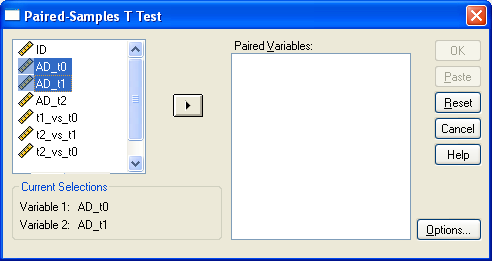 Paired-Samples T Test
ID
AD_t0
AD_t1
AD_t2
t1_vs_t0
t2_vs_t1
t2_vs_t0
Current Selections
Variable 1: AD_t0
Variable 2: AD_t1
Paired Variables:
OK
Paste
Reset
Cancel
Help
Options...